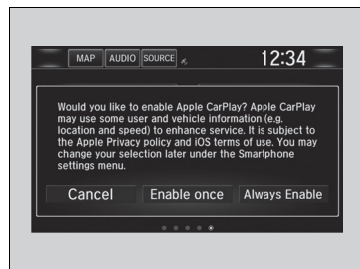 MAP AUDIO SOURCE 12:34
Would you like to enable Apple CarPlay? Apple CarPlay
may use some user and vehicle information (e.g.
location and speed) to enhance service. It is subject to
the Apple Privacy policy and iOS terms of use. You may
change your selection later under the Smartphone
settings menu.
Cancel Enable once Always Enable